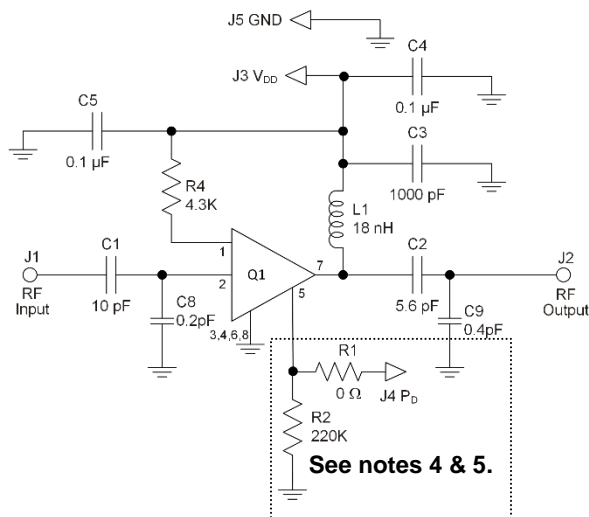 J5 GND
C4
J3 VDD
0.1 µF
C5
C3
0.1 µF
1000 pF
R4
4.3K
L1
18 nH
J1
C1
1
Q1
7
C2
J2
2
5
RF
Input
10 pF
C8
0.2pF
5.6 pF
C9
0.4pF
RF
Output
3,4,6,8
R1
0 Ω
J4 PD
R2
220K
See notes 4 & 5.